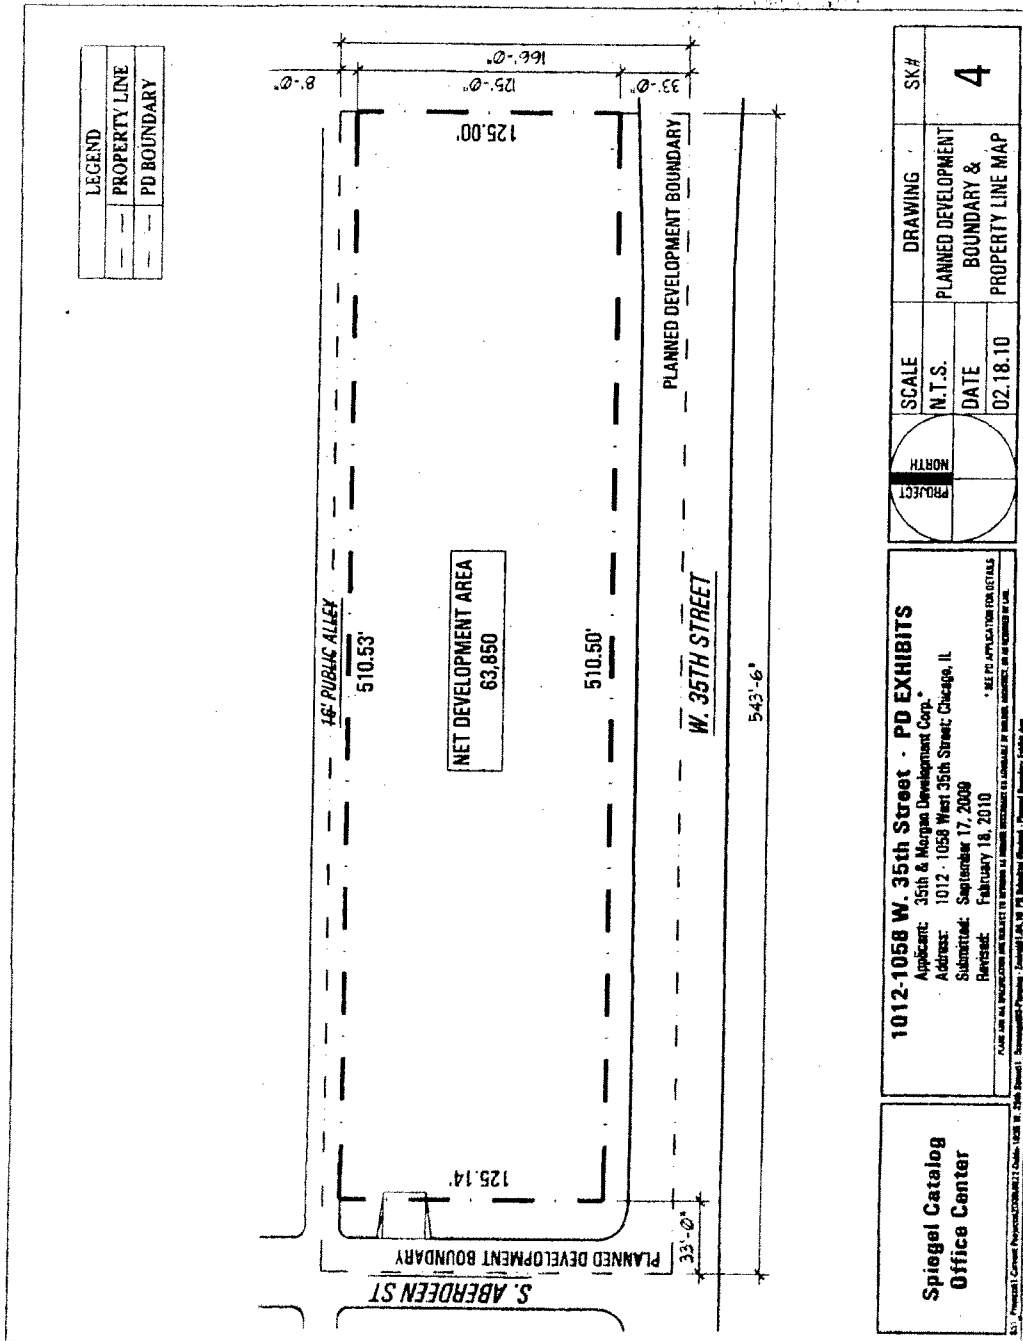 LEGEND
PROPERTY LINE
PD BOUNDARY
166'-0"
8'-0"
125'-0"
33'-0"
125.00'
PLANNED DEVELOPMENT BOUNDARY
16' PUBLIC ALLEY
510.53'
NET DEVELOPMENT AREA
63,850
510.50'
W. 35TH STREET
543'-6"
125.14'
33'-0"
PLANNED DEVELOPMENT BOUNDARY
S. ABERDEEN ST
Spiegel Catalog
Office Center
1012-1058 W. 35th Street - PD EXHIBITS
Applicant: 35th & Morgan Development Corp.*
Address: 1012 - 1058 West 35th Street; Chicago, IL
Submitted: September 17, 2009
Revised: February 18, 2010
* SEE PD APPLICATION FOR DETAILS
PROJECT
NORTH
SCALE
N.T.S.
DATE
02.18.10
DRAWING
PLANNED DEVELOPMENT
BOUNDARY &
PROPERTY LINE MAP
SK#
4